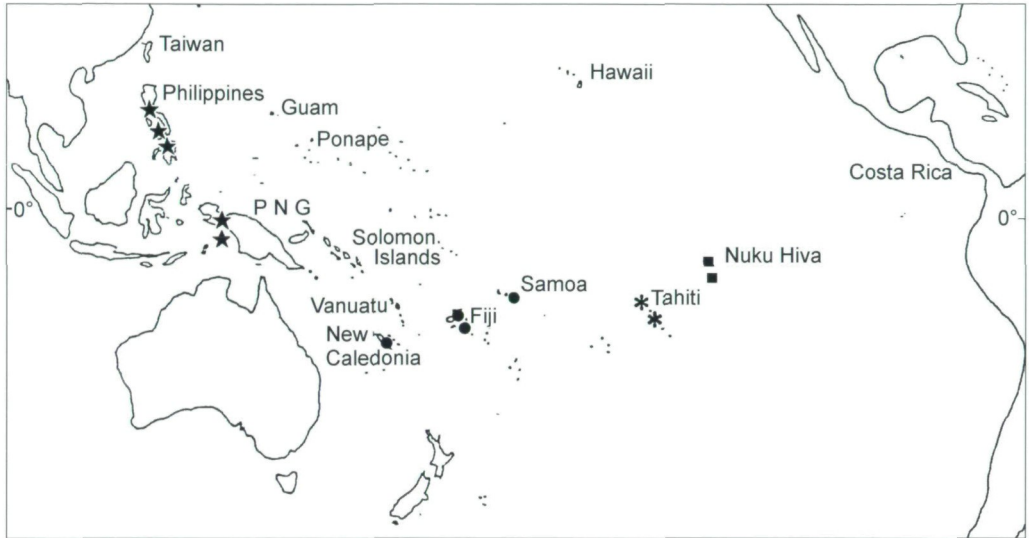 Taiwan
Hawaii
Philippines
Guam
Ponape
Costa Rica
0°
P N G
0°
Solomon
Islands
Nuku Hiva
Samoa
Tahiti
Vanuatu
Fiji
New
Caledonia